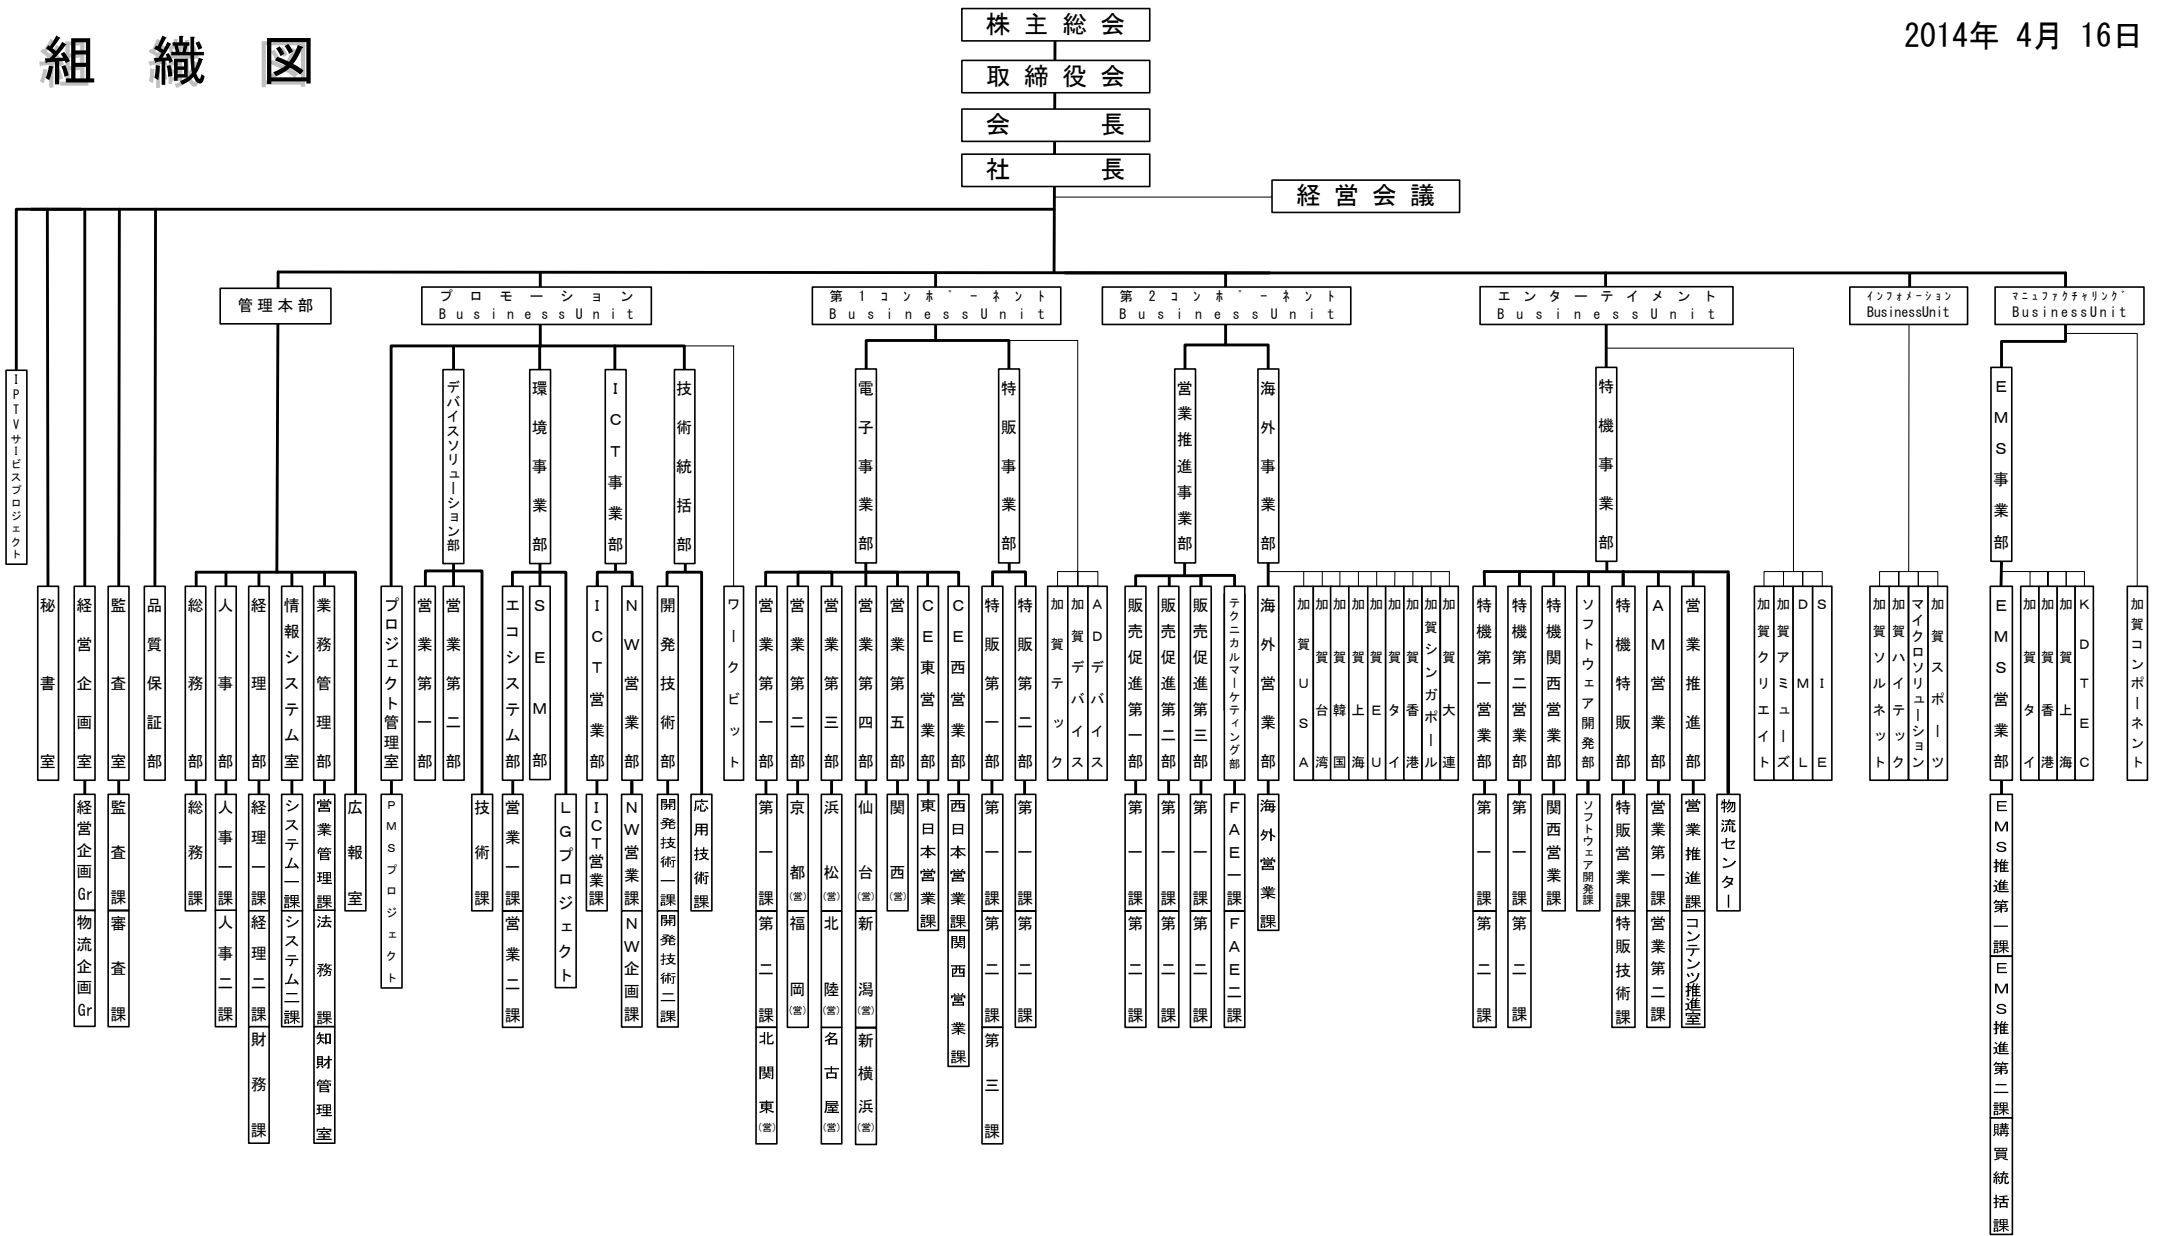 組織図
2014年 4月 16日
株主総会
取締役会
会長
社長
経営会議
管理本部
プロモーション
BusinessUnit
第1コンポーネント
BusinessUnit
第2コンポーネント
BusinessUnit
エンターテイメント
BusinessUnit
インフォメーション
BusinessUnit
マニュファクチャリング
BusinessUnit
IPTVサービスプロジェクト
デバイスソリューション部
環境事業部
ICT事業部
技術統括部
電子事業部
特販事業部
営業推進事業部
海外事業部
特機事業部
EMS事業部
秘書室
経営企画室
監査室
品質保証部
総務部
人事部
経理部
情報システム室
業務管理部
プロジェクト管理室
営業第一部
営業第二部
エコシステム部
SEM部
ICT営業部
NW営業部
開発技術部
ワークビット
営業第一部
営業第二部
営業第三部
営業第四部
営業第五部
CE東営業部
CE西営業部
特販第一部
特販第二部
加賀テック
加賀デバイス
ADデバイス
販売促進第一部
販売促進第二部
販売促進第三部
テクニカルマーケティング部
海外営業部
加賀USA
加賀台湾
加賀韓国
加賀上海
加賀EU
加賀タイ
加賀香港
加賀シンガポール
加賀大連
特機第一営業部
特機第二営業部
特機関西営業部
ソフトウェア開発部
特機特販部
AM営業部
営業推進部
加賀クリエイト
加賀アミューズ
DML
SIE
加賀ソルネット
加賀ハイテック
マイクロソリューション
加賀スポーツ
EMS営業部
加賀タイ
加賀香港
加賀上海
KDTEC
加賀コンポーネント
経営企画Gr
監査課
総務課
人事一課
経理一課
システム一課
営業管理課
広報室
PMSプロジェクト
技術課
営業一課
LGプロジェクト
ICT営業課
NW営業課
開発技術一課
応用技術課
第一課
京都(営)
浜松(営)
仙台(営)
関西(営)
東日本営業課
西日本営業課
第一課
第一課
第一課
第一課
第一課
FAE一課
海外営業課
第一課
第一課
関西営業課
ソフトウェア開発課
特販営業課
営業第一課
営業推進課
物流センター
EMS推進第一課
物流企画Gr
審査課
人事二課
経理二課
システム二課
法務課
営業二課
NW企画課
開発技術二課
第二課
福岡(営)
北陸(営)
新潟(営)
関西営業課
第二課
第二課
第二課
第二課
第二課
FAE二課
第二課
第二課
特販技術課
営業第二課
コンテンツ推進室
EMS推進第二課
財務課
知財管理室
北関東(営)
名古屋(営)
新横浜(営)
第三課
購買統括課